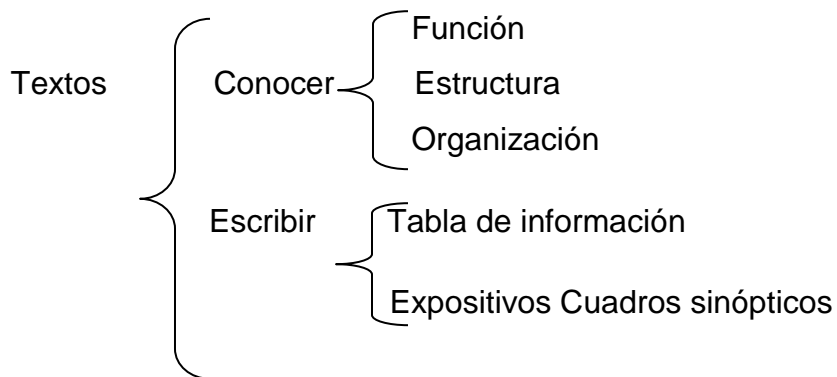 Función
Textos Conocer Estructura
Organización
Escribir Tabla de información
Expositivos Cuadros sinópticos